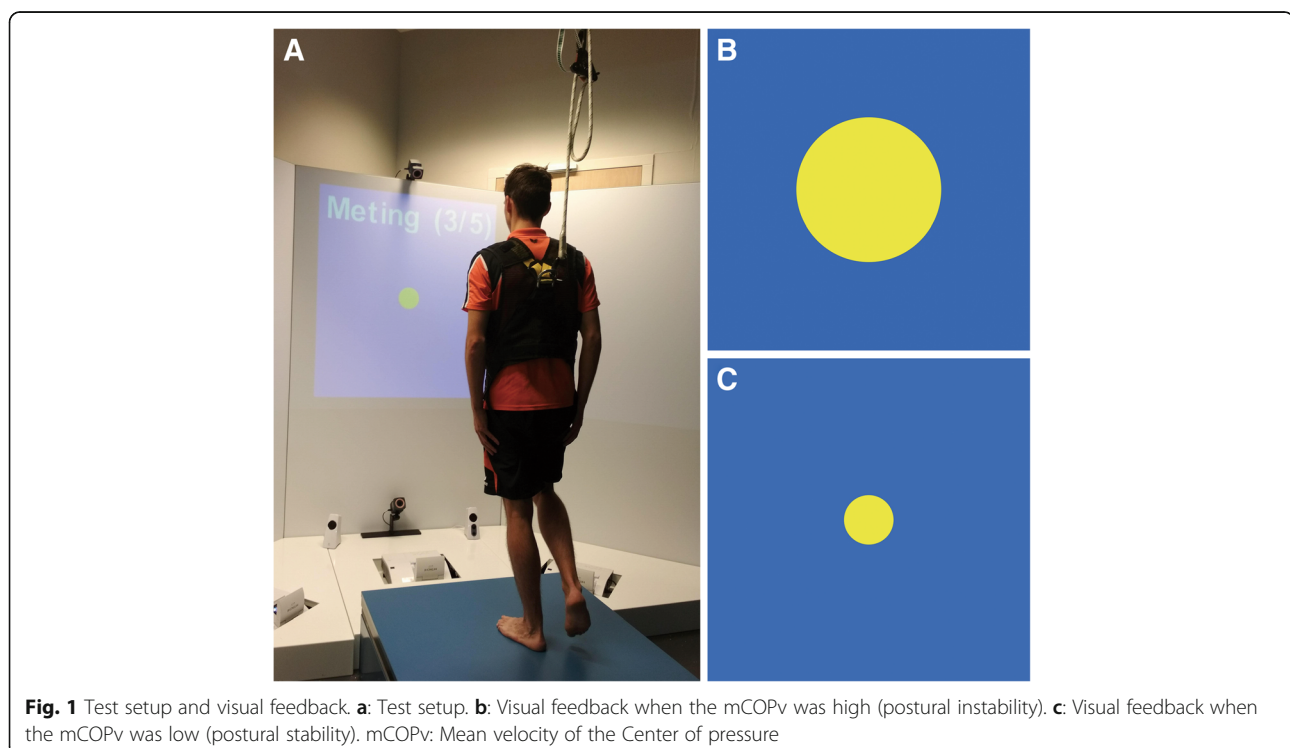 A
Meting (3/5)
B
C
Fig. 1 Test setup and visual feedback. a: Test setup. b: Visual feedback when the mCOPv was high (postural instability). c: Visual feedback when
the mCOPv was low (postural stability). mCOPv: Mean velocity of the Center of pressure